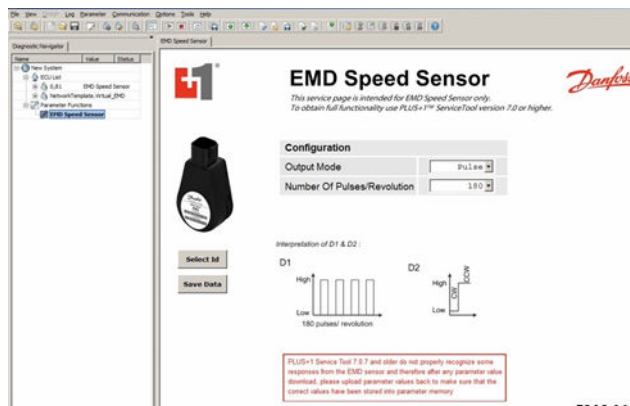 File View Design Log Parameter Communication Options Tools Help
Diagnostic Navigator
EMD Speed Sensor
Name Value Status
New System
ECU List
0,81 EMD Speed Sensor
NetworkTemplate.Virtual_EMD
Parameter Functions
EMD Speed Sensor
+1
EMD Speed Sensor
Danfoss
This service page is intended for EMD Speed Sensor only.
To obtain full functionality use PLUS+1™ ServiceTool version 7.0 or higher.
Configuration
Output Mode Pulse
Number Of Pulses/Revolution 180
Select Id
Save Data
Interpretation of D1 & D2 :
D1
High
Low
180 pulses/ revolution
D2
High
Low
CW
CCW
PLUS+1 Service Tool 7.0.7 and older do not properly recognize some
responses from the EMD sensor and therefore after any parameter value
download, please upload parameter values back to make sure that the
correct values have been stored into parameter memory